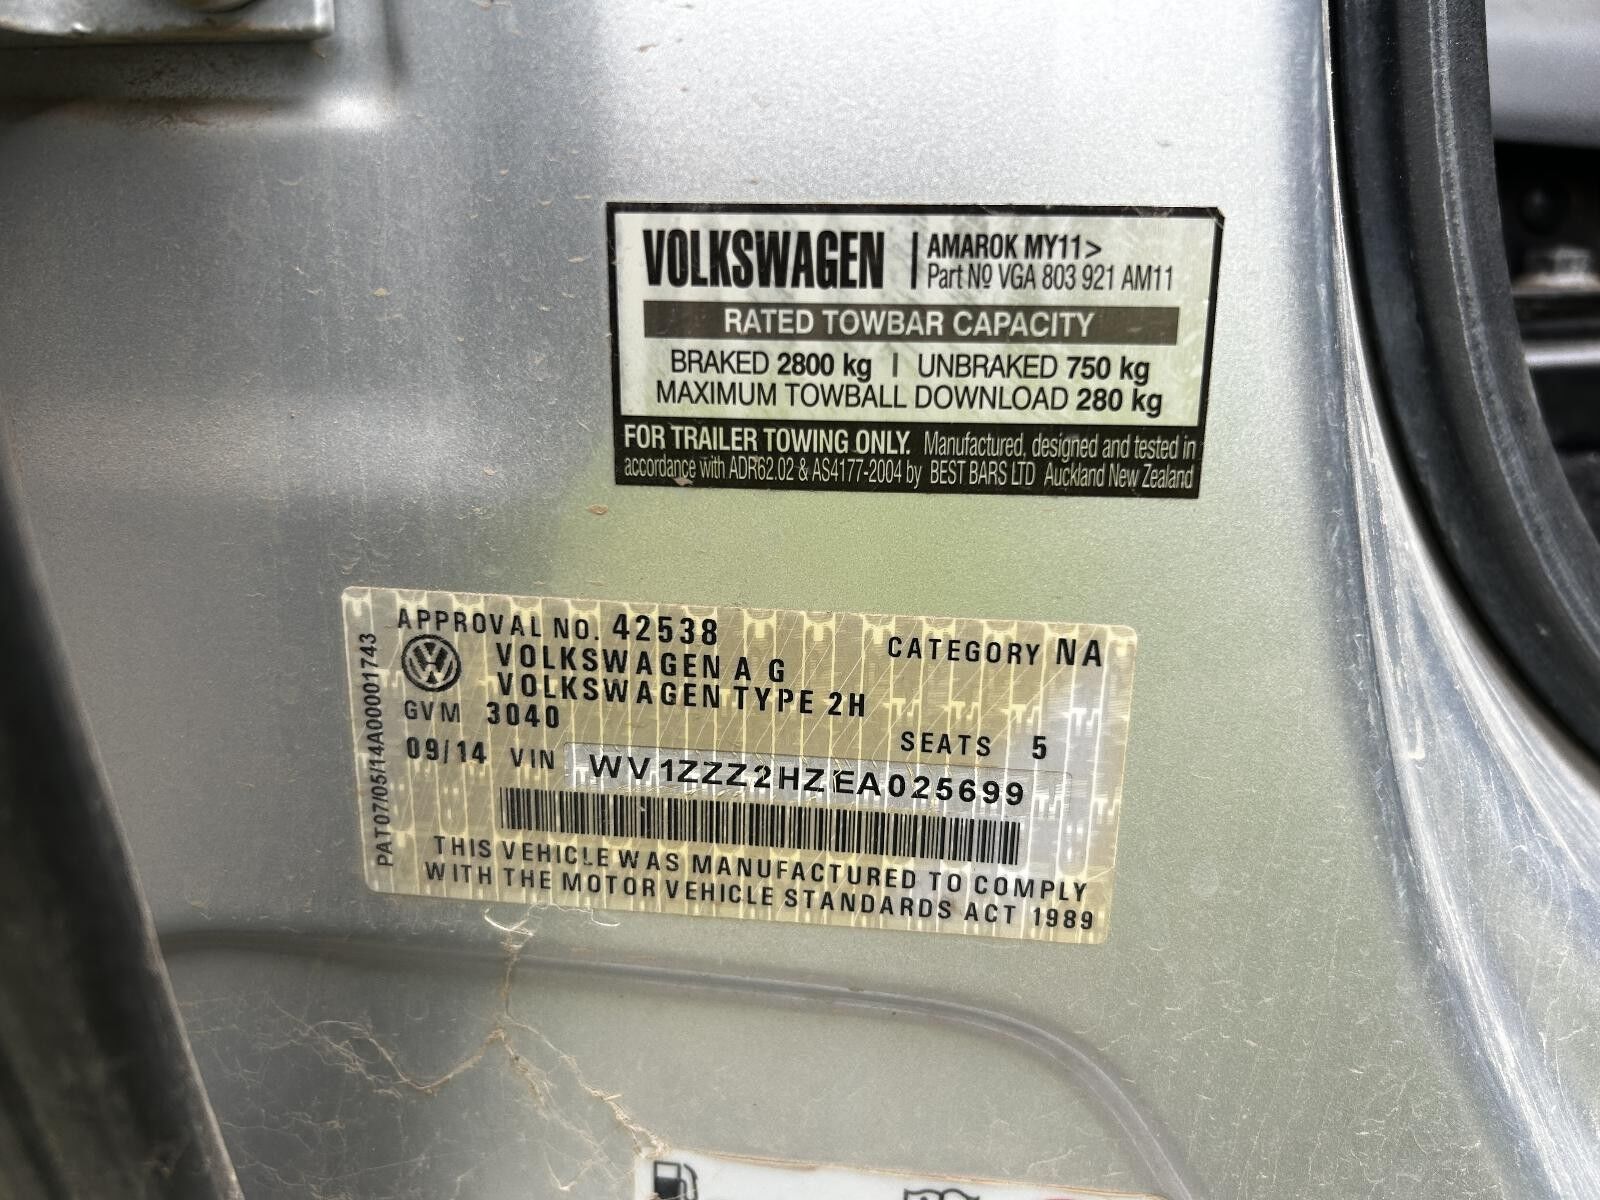 VOLKSWAGEN
AMAROK MY11>
Part Nº VGA 803 921 AM11
RATED TOWBAR CAPACITY
BRAKED 2800 kg | UNBRAKED 750 kg
MAXIMUM TOWBALL DOWNLOAD 280 kg
FOR TRAILER TOWING ONLY. Manufactured, designed and tested in
accordance with ADR62.02 & AS4177-2004 by BEST BARS LTD Auckland New Zealand
PAT07/05/14A00001743
APPROVAL NO. 42538 CATEGORY NA
VOLKSWAGEN A G
VOLKSWAGEN TYPE 2H
GVM 3040
SEATS 5
09/14 VIN WV1ZZZ2HZEA025699
THIS VEHICLE WAS MANUFACTURED TO COMPLY
WITH THE MOTOR VEHICLE STANDARDS ACT 1989